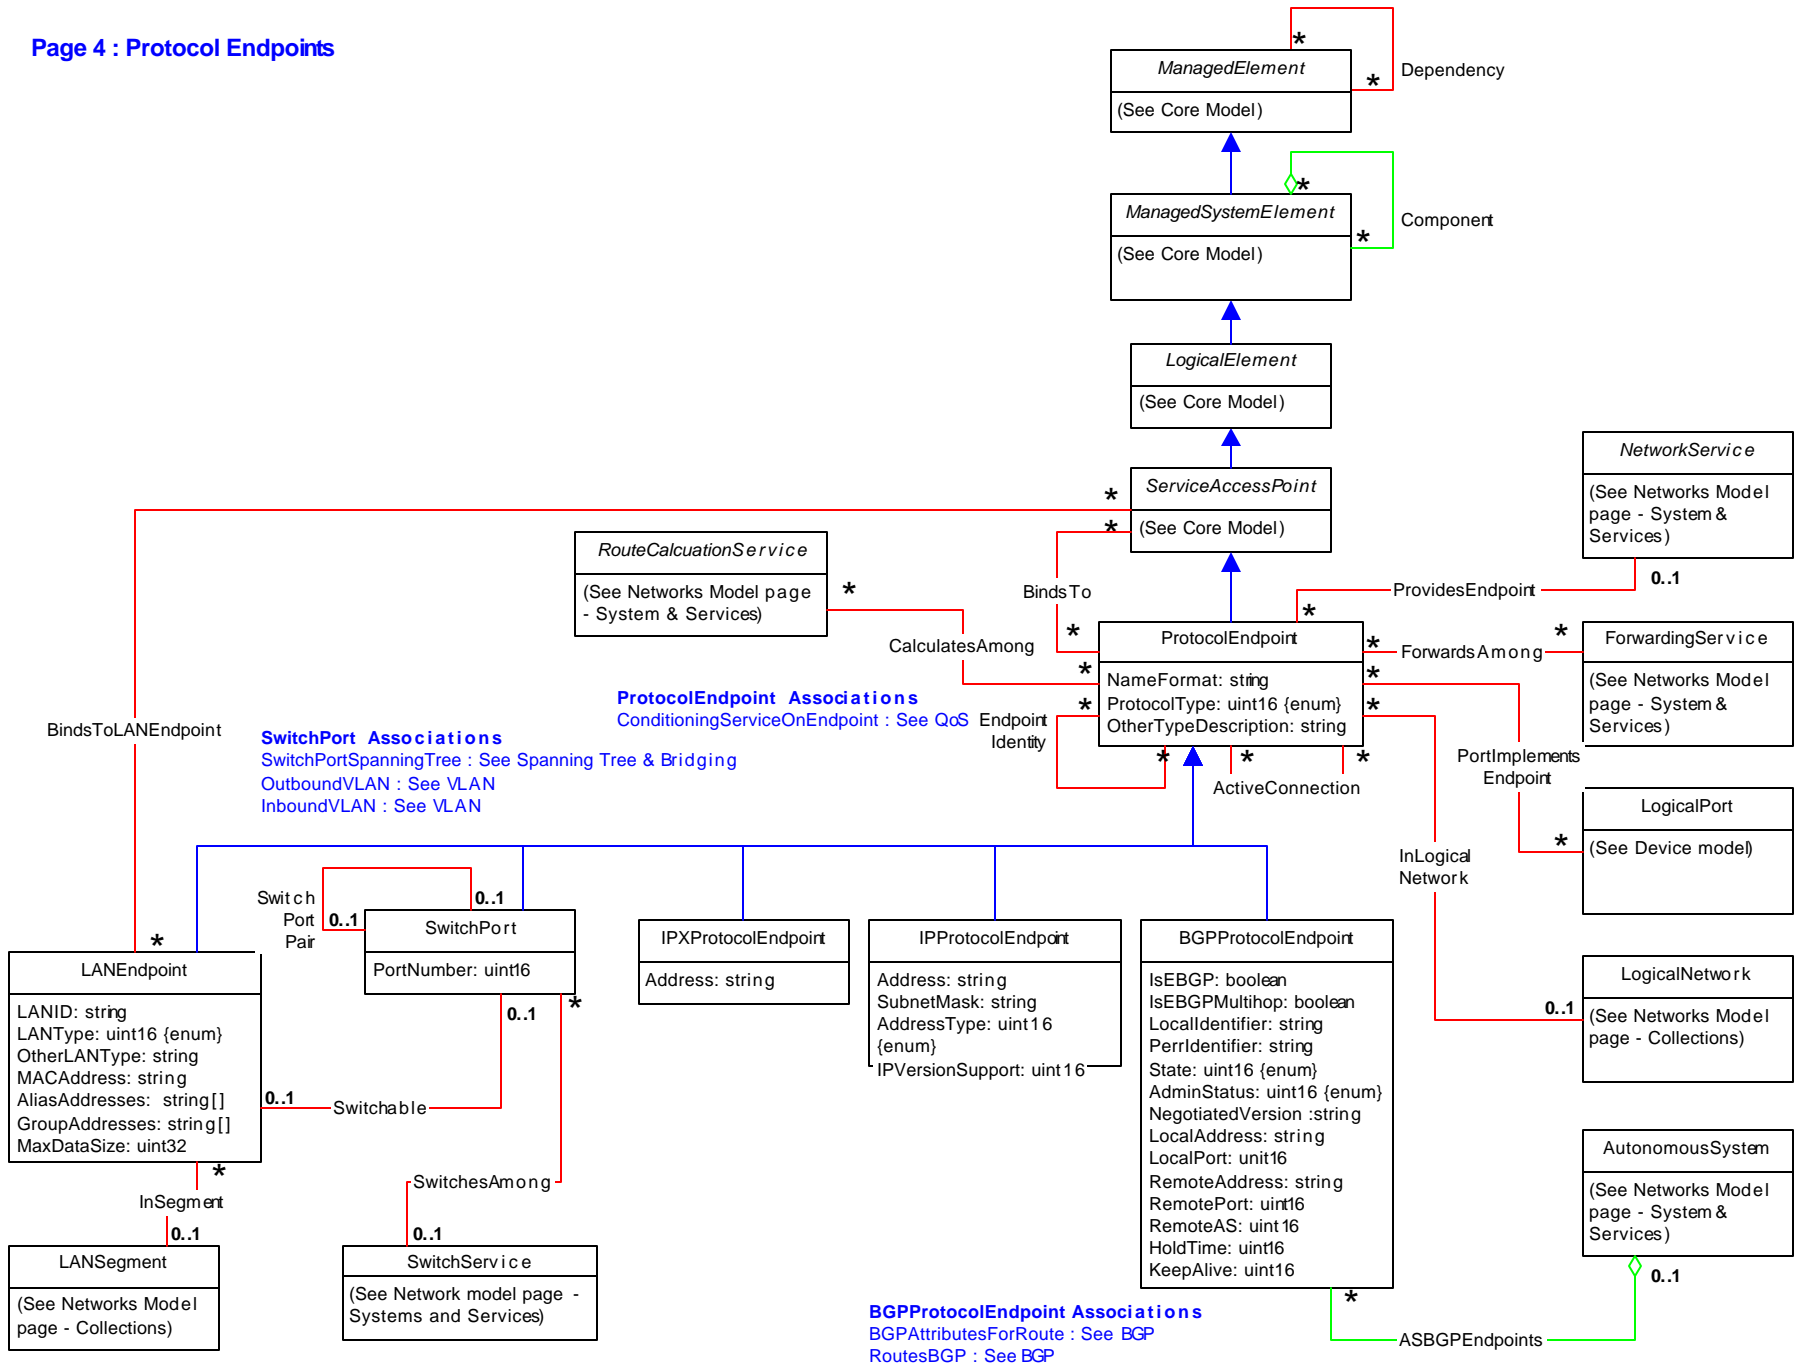 Page 4 : Protocol Endpoints
*
ManagedElement
*
Dependency
(See Core Model)
*
ManagedSystemElement
Component
*
(See Core Model)
LogicalElement
(See Core Model)
NetworkService
(See Networks Model
page - System &
Services)
0..1
*
ServiceAccessPoint
*
(See Core Model)
RouteCalcuationService
(See Networks Model page
- System & Services)
*
BindsTo
ProvidesEndpoint
*
*
CalculatesAmong
*
ProtocolEndpoint
NameFormat: string
ProtocolType: uint16 {enum}
OtherTypeDescription: string
*
ForwardsAmong
*
*
*
ForwardingService
(See Networks Model
page - System &
Services)
ProtocolEndpoint Associations
ConditioningServiceOnEndpoint : See QoS
*
Endpoint
Identity
*
*
*
ActiveConnection
PortImplements
Endpoint
BindsToLANEndpoint
SwitchPort Associations
SwitchPortSpanningTree : See Spanning Tree & Bridging
OutboundVLAN : See VLAN
InboundVLAN : See VLAN
LogicalPort
*
(See Device model)
InLogical
Network
Switch
Port
Pair
0..1
0..1
SwitchPort
PortNumber: uint16
0..1
*
IPXProtocolEndpoint
Address: string
IPProtocolEndpoint
Address: string
SubnetMask: string
AddressType: uint16
{enum}
IPVersionSupport: uint16
BGPProtocolEndpoint
IsEBGP: boolean
IsEBGPMultihop: boolean
LocalIdentifier: string
PerrIdentifier: string
State: uint16 {enum}
AdminStatus: uint16 {enum}
NegotiatedVersion :string
LocalAddress: string
LocalPort: unit16
RemoteAddress: string
RemotePort: uint16
RemoteAS: uint16
HoldTime: uint16
KeepAlive: uint16
*
LogicalNetwork
0..1
(See Networks Model
page - Collections)
*
LANEndpoint
LANID: string
LANType: uint16 {enum}
OtherLANType: string
MACAddress: string
AliasAddresses: string[]
GroupAddresses: string[]
MaxDataSize: uint32
0..1
Switchable
*
InSegment
0..1
LANSegment
(See Networks Model
page - Collections)
SwitchesAmong
0..1
SwitchService
(See Network model page -
Systems and Services)
AutonomousSystem
(See Networks Model
page - System &
Services)
0..1
ASBGPEndpoints
BGPProtocolEndpoint Associations
BGPAttributesForRoute : See BGP
RoutesBGP : See BGP